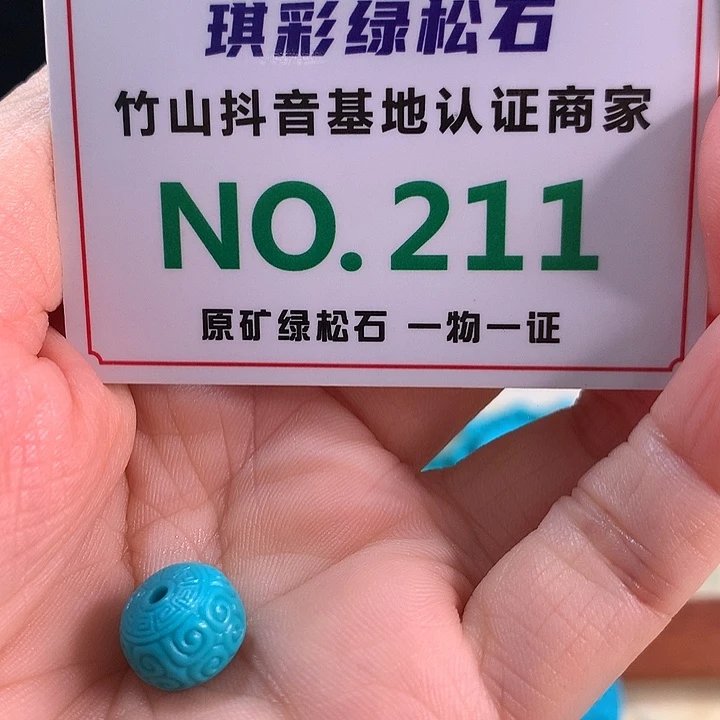 琪彩绿松石
竹山抖音基地认证商家
NO.211
原矿绿松石 一物一证